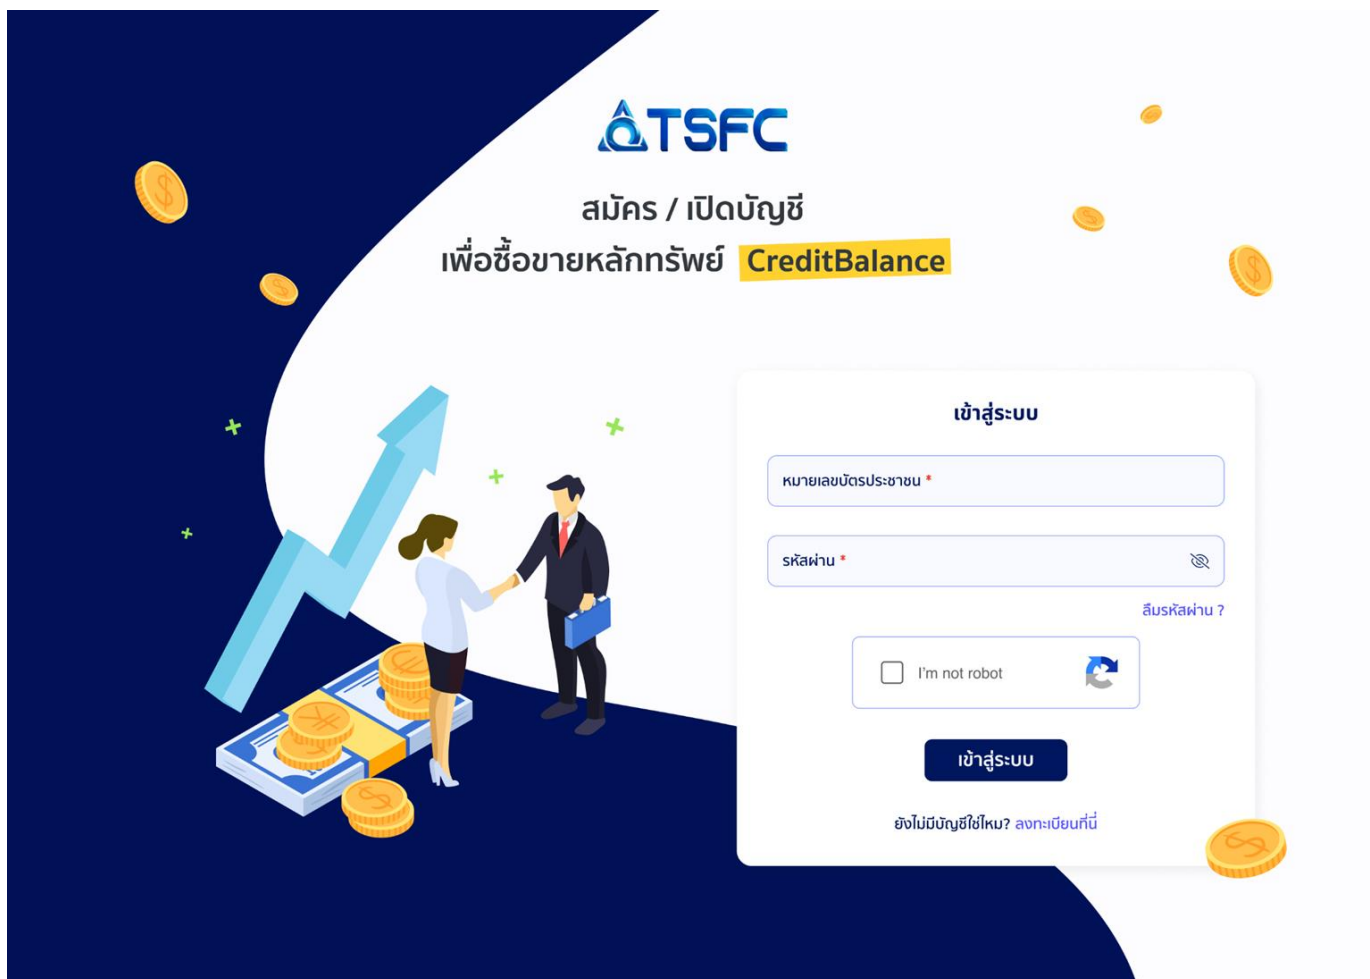 TSFC
สมัคร / เปิดบัญชี
เพื่อซื้อขายหลักทรัพย์ CreditBalance
เข้าสู่ระบบ
หมายเลขบัตรประชาชน *
รหัสผ่าน *
ลืมรหัสผ่าน ?
I'm not robot
เข้าสู่ระบบ
ยังไม่มีบัญชีใช่ไหม? ลงทะเบียนที่นี่